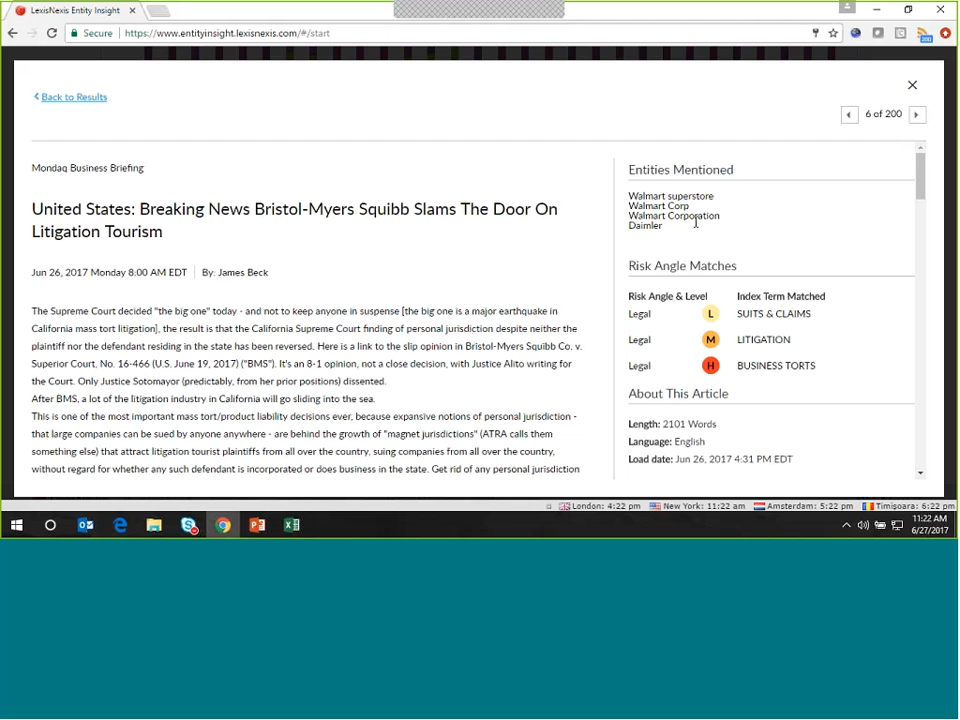 LexisNexis Entity Insight
Secure
https://www.entityinsight.lexisnexis.com/#/start
Back to Results
6 of 200
Mondaq Business Briefing
United States: Breaking News Bristol-Myers Squibb Slams The Door On
Litigation Tourism
Jun 26, 2017 Monday 8:00 AM EDT
By: James Beck
The Supreme Court decided "the big one" today - and not to keep anyone in suspense [the big one is a major earthquake in
California mass tort litigation], the result is that the California Supreme Court finding of personal jurisdiction despite neither the
plaintiff nor the defendant residing in the state has been reversed. Here is a link to the slip opinion in Bristol-Myers Squibb Co. v.
Superior Court, No. 16-466 (U.S. June 19, 2017) ("BMS"). It's an 8-1 opinion, not a close decision, with Justice Alito writing for
the Court. Only Justice Sotomayor (predictably, from her prior positions) dissented.
After BMS, a lot of the litigation industry in California will go sliding into the sea.
This is one of the most important mass tort/product liability decisions ever, because expansive notions of personal jurisdiction -
that large companies can be sued by anyone anywhere - are behind the growth of "magnet jurisdictions" (ATRA calls them
something else) that attract litigation tourist plaintiffs from all over the country, suing companies from all over the country,
without regard for whether any such defendant is incorporated or does business in the state. Get rid of any personal jurisdiction
Entities Mentioned
Walmart superstore
Walmart Corp
Walmart Corporation
Daimler
Risk Angle Matches
Risk Angle & Level Index Term Matched
Legal L SUITS & CLAIMS
Legal M LITIGATION
Legal H BUSINESS TORTS
About This Article
Length: 2101 Words
Language: English
Load date: Jun 26, 2017 4:31 PM EDT
London: 4:22 pm New York: 11:22 am Amsterdam: 5:22 pm Timișoara: 6:22 pm
11:22 AM
6/27/2017